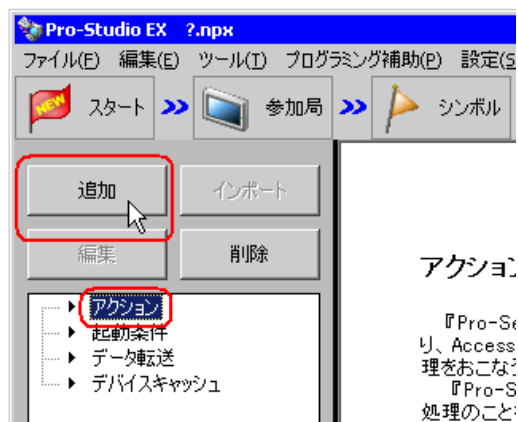 Pro-Studio EX ?.npx
ファイル(F) 編集(E) ツール(T) プログラミング補助(P) 設定(S
NEW スタート 参加局 シンボル
追加 インポート
編集 削除
アクション
起動条件
データ転送
デバイスキャッシュ
アクション
『Pro-Se
り、Access
理をおこなう
『Pro-S
処理のこと